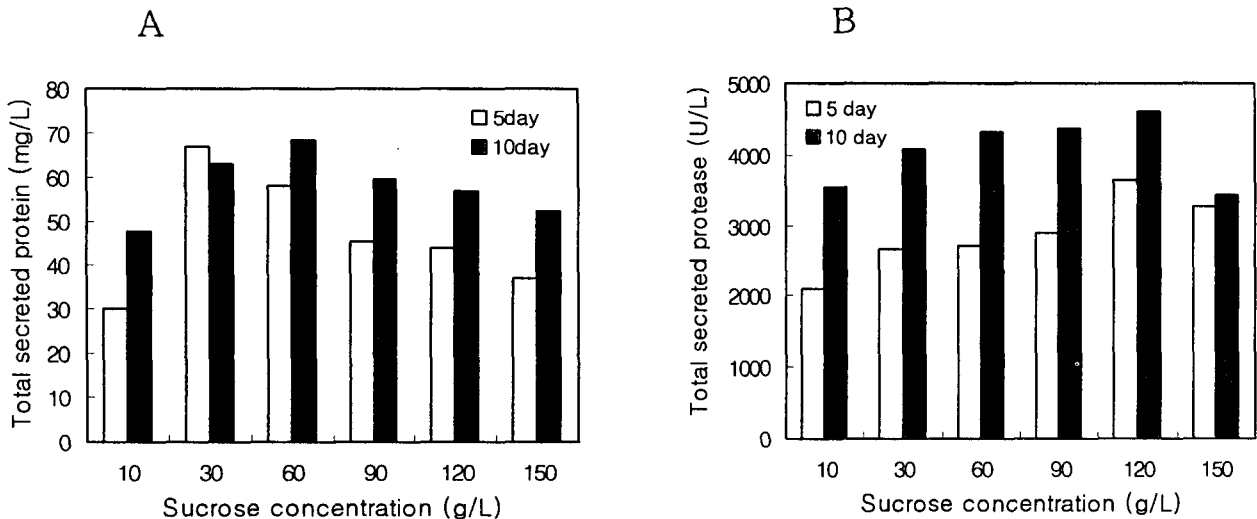 A
Total secreted protein (mg/L)
80
70
60
50
40
30
20
10
0
5day
10day
10 30 60 90 120 150
Sucrose concentration (g/L)
B
Total secreted protease (U/L)
5000
4000
3000
2000
1000
0
5 day
10 day
10 30 60 90 120 150
Sucrose concentration (g/L)